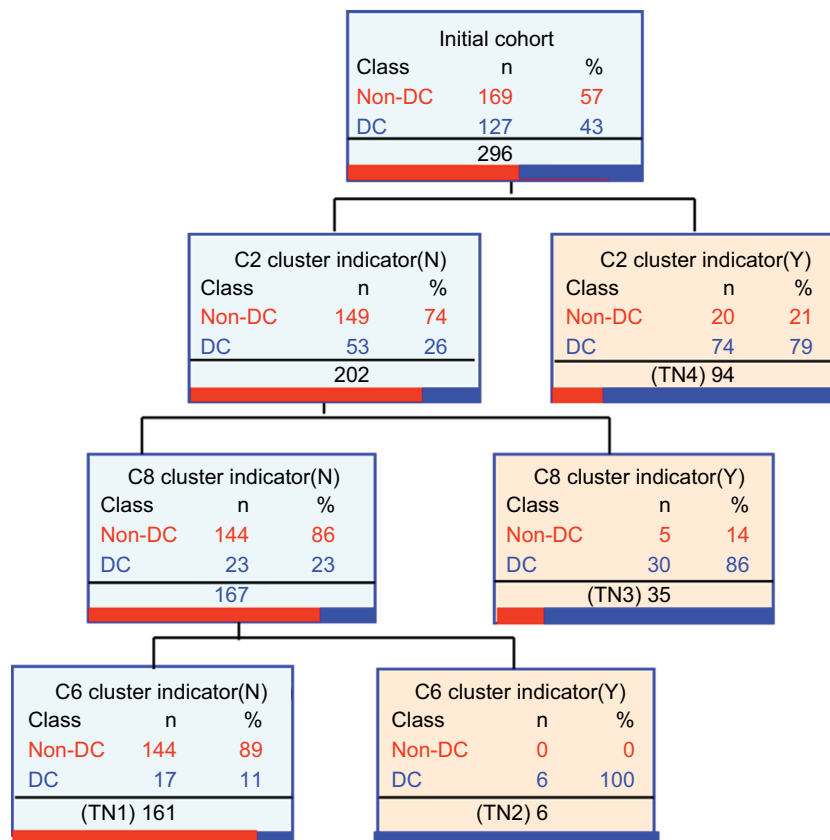 Initial cohort
Class n %
Non-DC 169 57
DC 127 43
296
C2 cluster indicator(N)
Class n %
Non-DC 149 74
DC 53 26
202
C2 cluster indicator(Y)
Class n %
Non-DC 20 21
DC 74 79
(TN4) 94
C8 cluster indicator(N)
Class n %
Non-DC 144 86
DC 23 23
167
C8 cluster indicator(Y)
Class n %
Non-DC 5 14
DC 30 86
(TN3) 35
C6 cluster indicator(N)
Class n %
Non-DC 144 89
DC 17 11
(TN1) 161
C6 cluster indicator(Y)
Class n %
Non-DC 0 0
DC 6 100
(TN2) 6